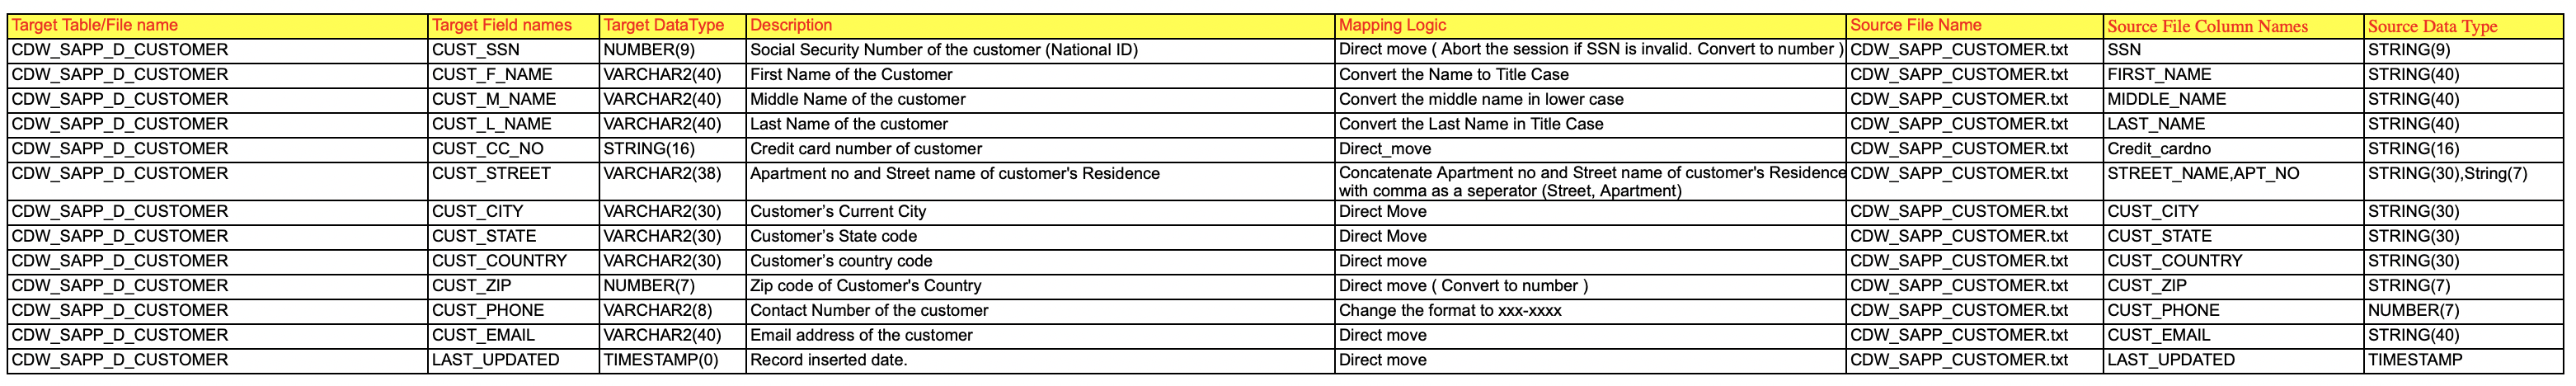 Target Table/File name Target Field names Target DataType Description Mapping Logic Source File Name Source File Column Names Source Data Type
CDW_SAPP_D_CUSTOMER CUST_SSN NUMBER(9) Social Security Number of the customer (National ID) Direct move ( Abort the session if SSN is invalid. Convert to number ) CDW_SAPP_CUSTOMER.txt SSN STRING(9)
CDW_SAPP_D_CUSTOMER CUST_F_NAME VARCHAR2(40) First Name of the Customer Convert the Name to Title Case CDW_SAPP_CUSTOMER.txt FIRST_NAME STRING(40)
CDW_SAPP_D_CUSTOMER CUST_M_NAME VARCHAR2(40) Middle Name of the customer Convert the middle name in lower case CDW_SAPP_CUSTOMER.txt MIDDLE_NAME STRING(40)
CDW_SAPP_D_CUSTOMER CUST_L_NAME VARCHAR2(40) Last Name of the customer Convert the Last Name in Title Case CDW_SAPP_CUSTOMER.txt LAST_NAME STRING(40)
CDW_SAPP_D_CUSTOMER CUST_CC_NO STRING(16) Credit card number of customer Direct_move CDW_SAPP_CUSTOMER.txt Credit_cardno STRING(16)
CDW_SAPP_D_CUSTOMER CUST_STREET VARCHAR2(38) Apartment no and Street name of customer's Residence Concatenate Apartment no and Street name of customer's Residence CDW_SAPP_CUSTOMER.txt STREET_NAME,APT_NO STRING(30),String(7)
with comma as a seperator (Street, Apartment)
CDW_SAPP_D_CUSTOMER CUST_CITY VARCHAR2(30) Customer’s Current City Direct Move CDW_SAPP_CUSTOMER.txt CUST_CITY STRING(30)
CDW_SAPP_D_CUSTOMER CUST_STATE VARCHAR2(30) Customer’s State code Direct Move CDW_SAPP_CUSTOMER.txt CUST_STATE STRING(30)
CDW_SAPP_D_CUSTOMER CUST_COUNTRY VARCHAR2(30) Customer’s country code Direct move CDW_SAPP_CUSTOMER.txt CUST_COUNTRY STRING(30)
CDW_SAPP_D_CUSTOMER CUST_ZIP NUMBER(7) Zip code of Customer's Country Direct move ( Convert to number ) CDW_SAPP_CUSTOMER.txt CUST_ZIP STRING(7)
CDW_SAPP_D_CUSTOMER CUST_PHONE VARCHAR2(8) Contact Number of the customer Change the format to xxx-xxxx CDW_SAPP_CUSTOMER.txt CUST_PHONE NUMBER(7)
CDW_SAPP_D_CUSTOMER CUST_EMAIL VARCHAR2(40) Email address of the customer Direct move CDW_SAPP_CUSTOMER.txt CUST_EMAIL STRING(40)
CDW_SAPP_D_CUSTOMER LAST_UPDATED TIMESTAMP(0) Record inserted date. Direct move CDW_SAPP_CUSTOMER.txt LAST_UPDATED TIMESTAMP